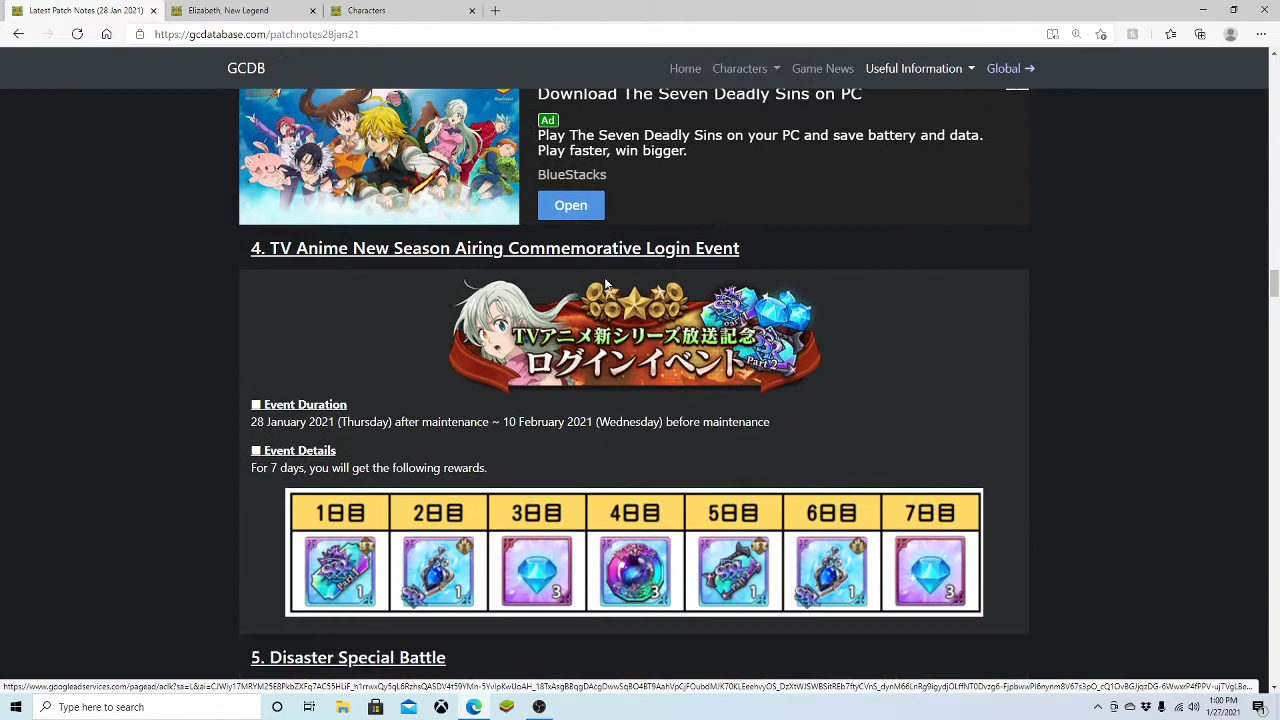 Latest Patch Notes (28 Jan 2021)
Elizabeth, New Legend
Characters
https://gcdatabase.com/patchnotes28jan21
GCDB
Home
Characters
Game News
Useful Information
Global →
Download The Seven Deadly Sins on PC
Ad
Play The Seven Deadly Sins on your PC and save battery and data.
Play faster, win bigger.
BlueStacks
Open
4. TV Anime New Season Airing Commemorative Login Event
TVアニメ新シリーズ放送記念
ログインイベント
Part 2
■ Event Duration
28 January 2021 (Thursday) after maintenance ~ 10 February 2021 (Wednesday) before maintenance
■ Event Details
For 7 days, you will get the following rewards.
1日目 2日目 3日目 4日目 5日目 6日目 7日目
1 1 3 3 1 1 3
5. Disaster Special Battle
Type here to search
1:00 PM
1/27/2021